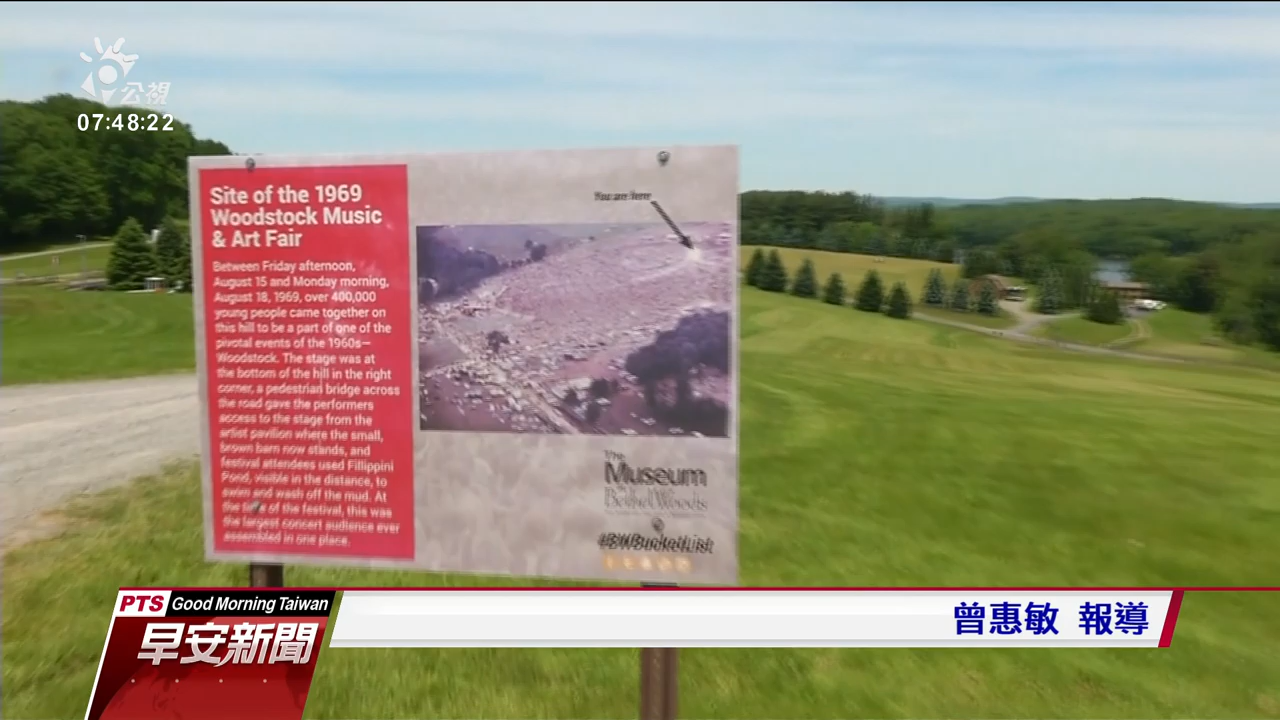 公視
07:48:22
Site of the 1969
Woodstock Music
& Art Fair
Between Friday afternoon,
August 15 and Monday morning,
August 18, 1969, over 400,000
young people came together on
this hill to be a part of one of the
pivotal events of the 1960s—
Woodstock. The stage was at
the bottom of the hill in the right
corner, a pedestrian bridge across
the road gave the performers
access to the stage from the
artist pavilion where the small,
brown barn now stands, and
festival attendees used Fillippini
Pond, visible in the distance, to
swim and wash off the mud. At
the time of the festival, this was
the largest concert audience ever
assembled in one place.
You are here
The
Museum
Bethel Woods
#BWBucketList
PTS Good Morning Taiwan
早安新聞
曾惠敏 報導